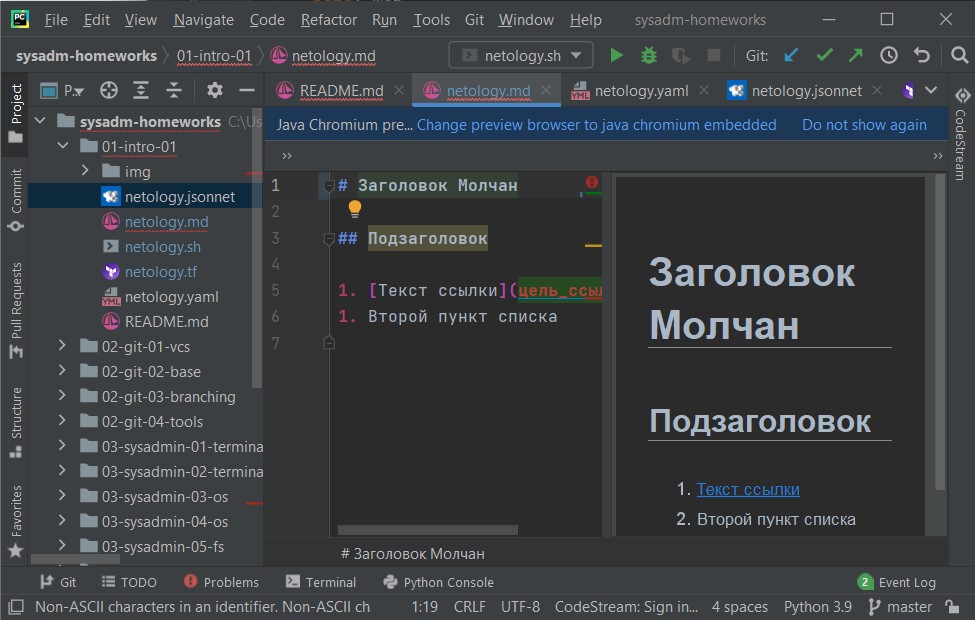 PC File Edit View Navigate Code Refactor Run Tools Git Window Help sysadm-homeworks
sysadm-homeworks 01-intro-01 netology.md netology.sh Git:
P... README.md netology.md netology.yaml netology.jsonnet
Java Chromium pre... Change preview browser to java chromium embedded Do not show again
Project
Commit
Pull Requests
Structure
Favorites
sysadm-homeworks C:\Us
01-intro-01
img
netology.jsonnet
netology.md
netology.sh
netology.tf
netology.yaml
README.md
02-git-01-vcs
02-git-02-base
02-git-03-branching
02-git-04-tools
03-sysadmin-01-termina
03-sysadmin-02-termina
03-sysadmin-03-os
03-sysadmin-04-os
03-sysadmin-05-fs
»
»
1 # Заголовок Молчан
2
3 ## Подзаголовок
4
5 1. [Текст ссылки](цель_ссыл
6 1. Второй пункт списка
7
# Заголовок Молчан
Заголовок
Молчан
Подзаголовок
1. Текст ссылки
2. Второй пункт списка
CodeStream
Git TODO Problems Terminal Python Console 2 Event Log
Non-ASCII characters in an identifier. Non-ASCII ch 1:19 CRLF UTF-8 CodeStream: Sign in... 4 spaces Python 3.9 master